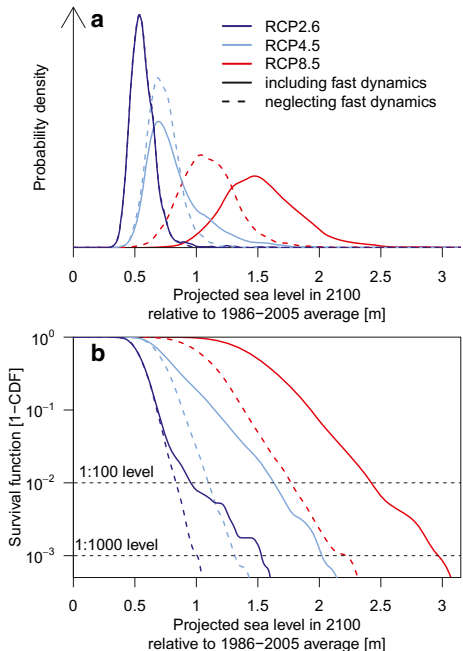 a
RCP2.6
RCP4.5
RCP8.5
including fast dynamics
neglecting fast dynamics
Probability density
0 0.5 1 1.5 2 2.5 3
Projected sea level in 2100
relative to 1986−2005 average [m]
b
Survival function [1−CDF]
10⁰
10⁻¹
10⁻²
10⁻³
1:100 level
1:1000 level
0 0.5 1 1.5 2 2.5 3
Projected sea level in 2100
relative to 1986−2005 average [m]